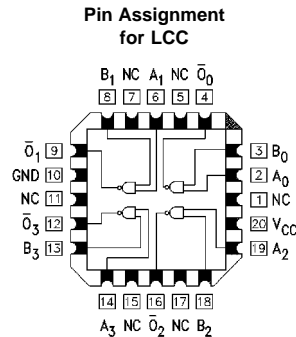 Pin Assignment
for LCC
B₁ NC A₁ NC Ō₀
8 7 6 5 4
Ō₁ 9 3 B₀
GND 10 2 A₀
NC 11 1 NC
Ō₃ 12 20 V_CC
B₃ 13 19 A₂
14 15 16 17 18
A₃ NC Ō₂ NC B₂